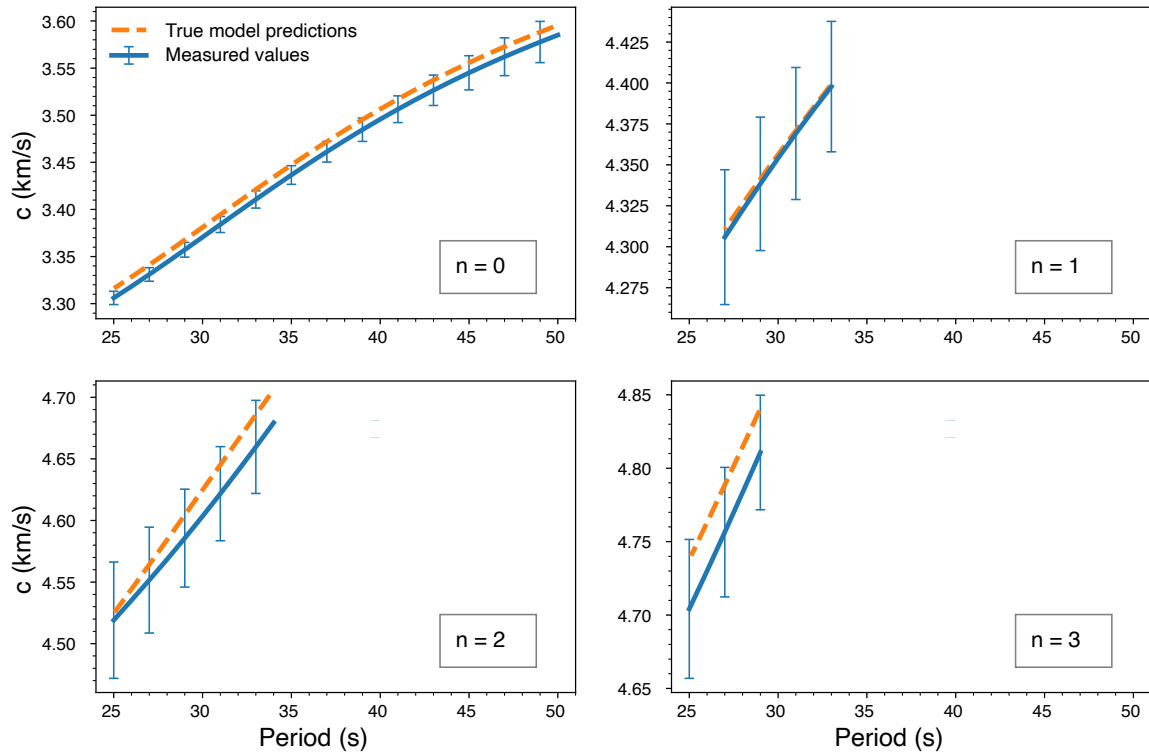 True model predictions
Measured values
c (km/s)
3.60
3.55
3.50
3.45
3.40
3.35
3.30
n = 0
25 30 35 40 45 50
4.425
4.400
4.375
4.350
4.325
4.300
4.275
n = 1
25 30 35 40 45 50
c (km/s)
4.70
4.65
4.60
4.55
4.50
n = 2
25 30 35 40 45 50
Period (s)
4.85
4.80
4.75
4.70
4.65
n = 3
25 30 35 40 45 50
Period (s)